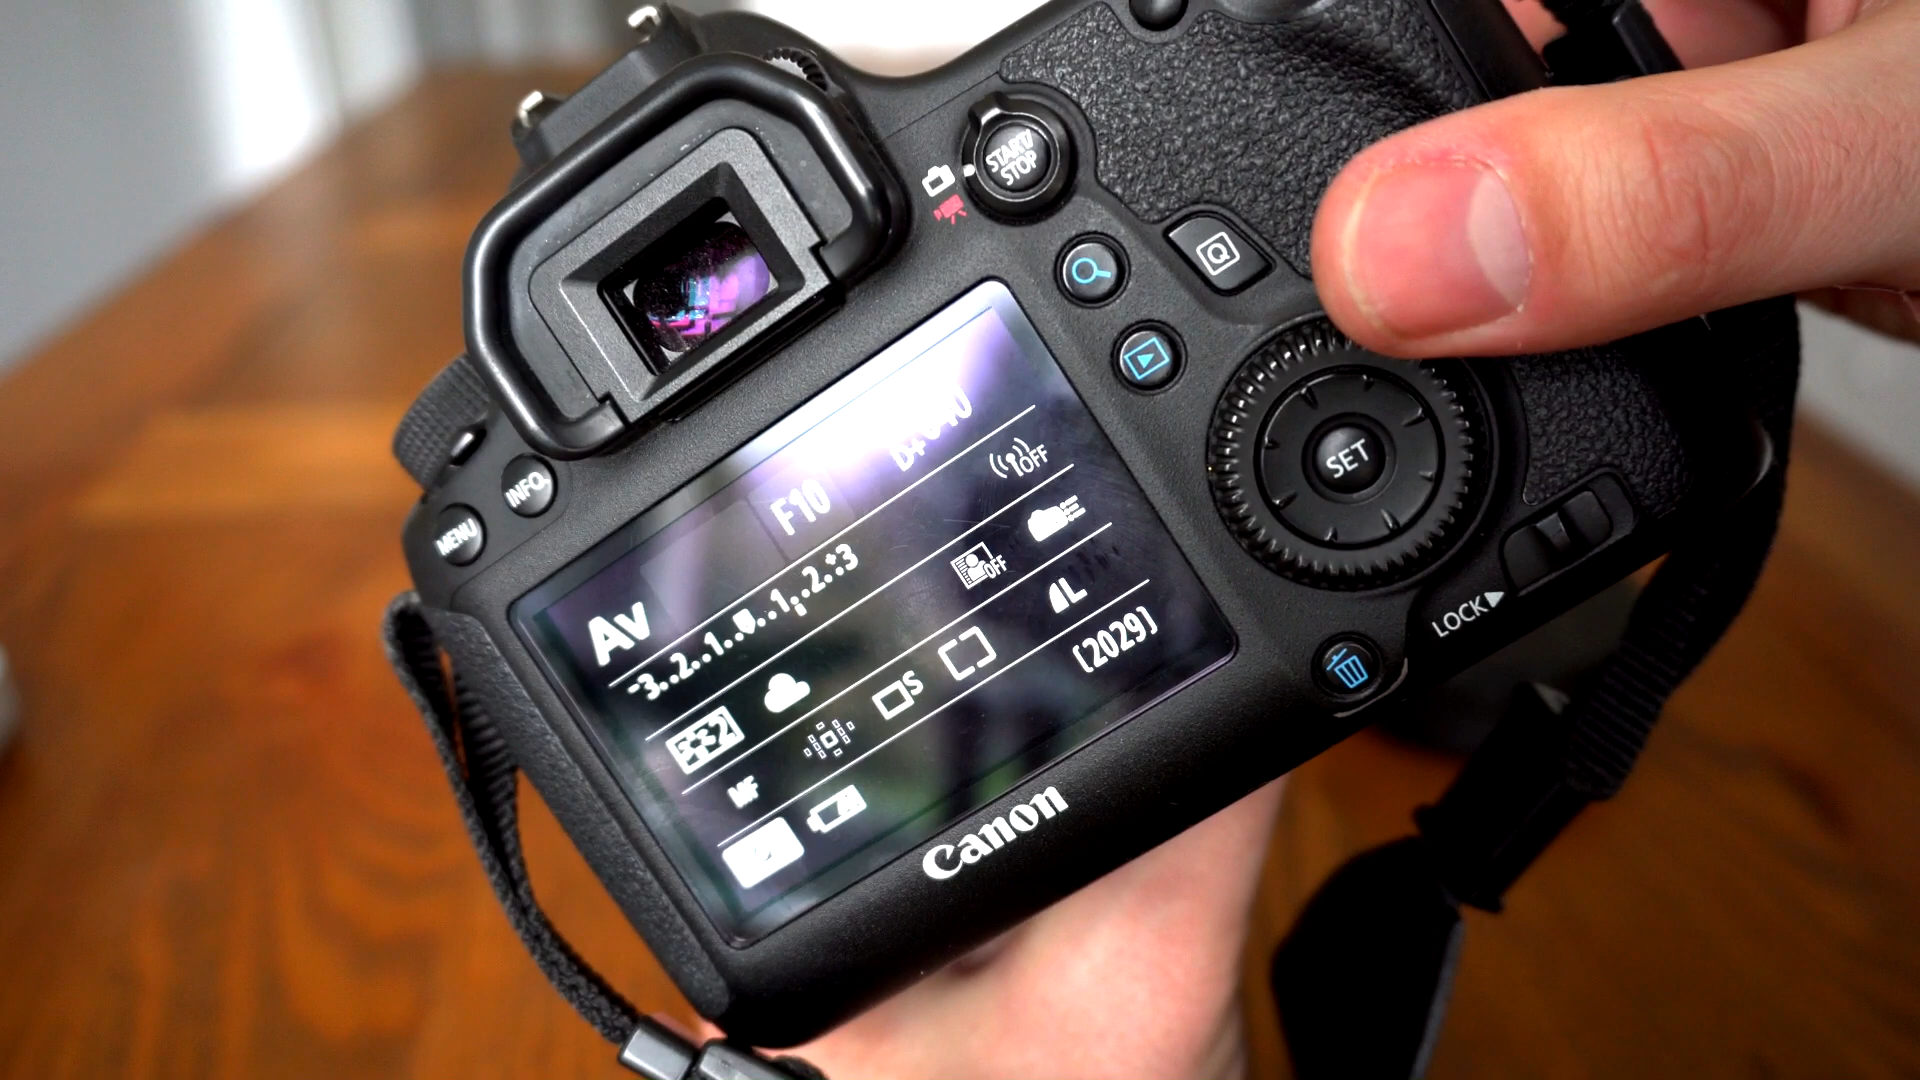 START/
STOP
Q
INFO.
MENU
SET
LOCK
F10
OFF
Av
-3..2..1..0..1..2..+3
OFF
L
S
[2029]
MF
Canon